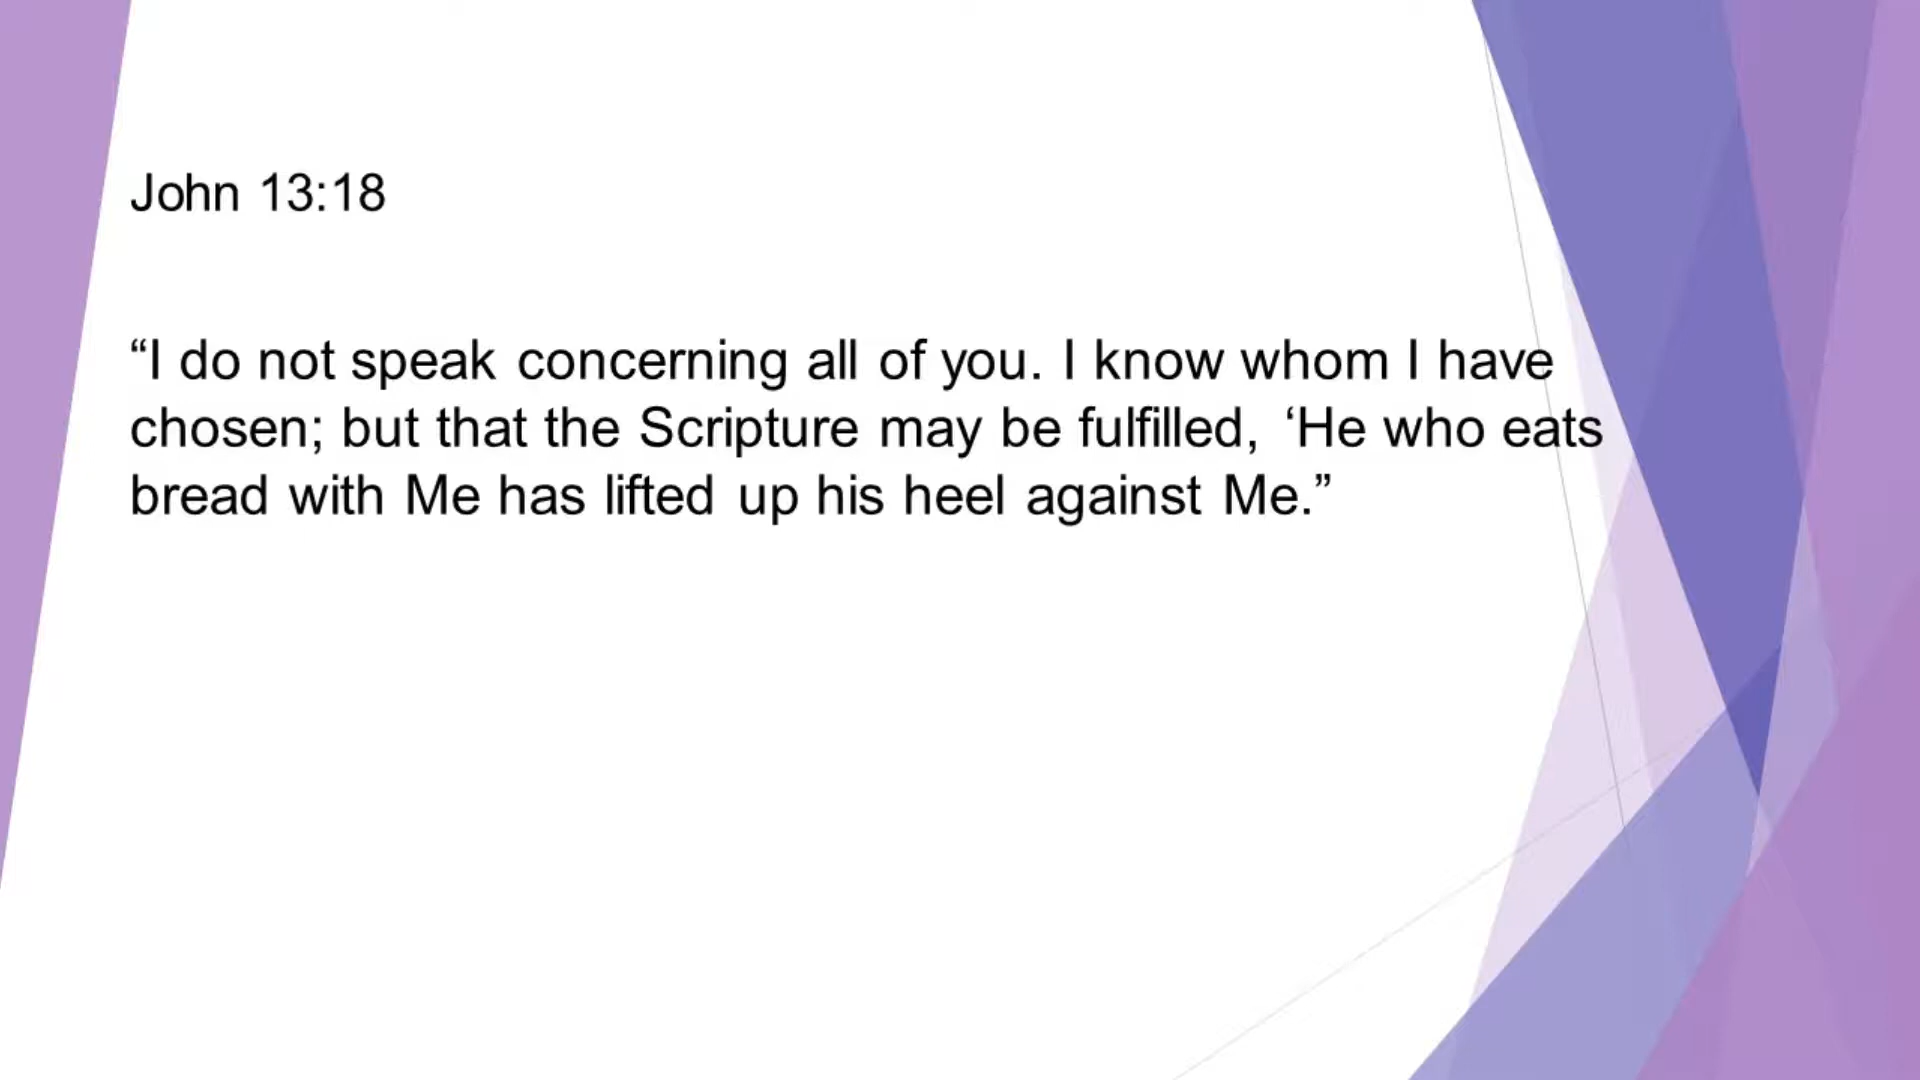 John 13:18
“I do not speak concerning all of you. I know whom I have
chosen; but that the Scripture may be fulfilled, ‘He who eats
bread with Me has lifted up his heel against Me.”